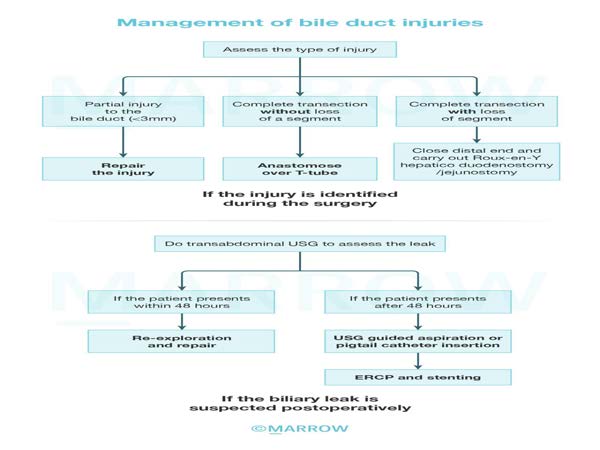 Management of bile duct injuries
Assess the type of injury
Partial injury
to the
bile duct (<3mm)
Complete transection
without loss
of a segment
Complete transection
with loss
of segment
Repair
the injury
Anastomose
over T-tube
Close distal end and
carry out Roux-en-Y
hepatico duodenostomy
/jejunostomy
If the injury is identified
during the surgery
MARROW
Do transabdominal USG to assess the leak
If the patient presents
within 48 hours
If the patient presents
after 48 hours
Re-exploration
and repair
USG guided aspiration or
pigtail catheter insertion
ERCP and stenting
MARROW
If the biliary leak is
suspected postoperatively
©MARROW